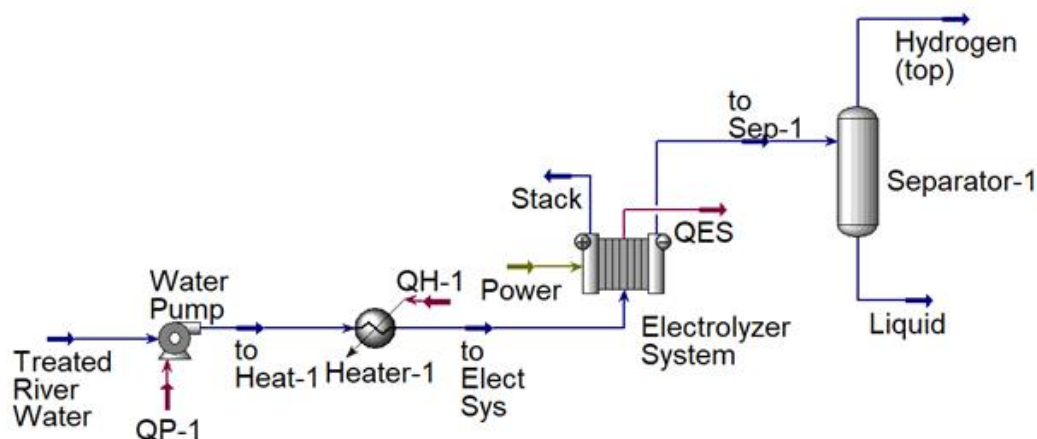 Hydrogen
(top)
to
Sep-1
Separator-1
Stack
QES
Power
QH-1
Water
Pump
Liquid
Electrolyzer
System
to
Heat-1
Heater-1
to
Elect
Sys
Treated
River
Water
QP-1